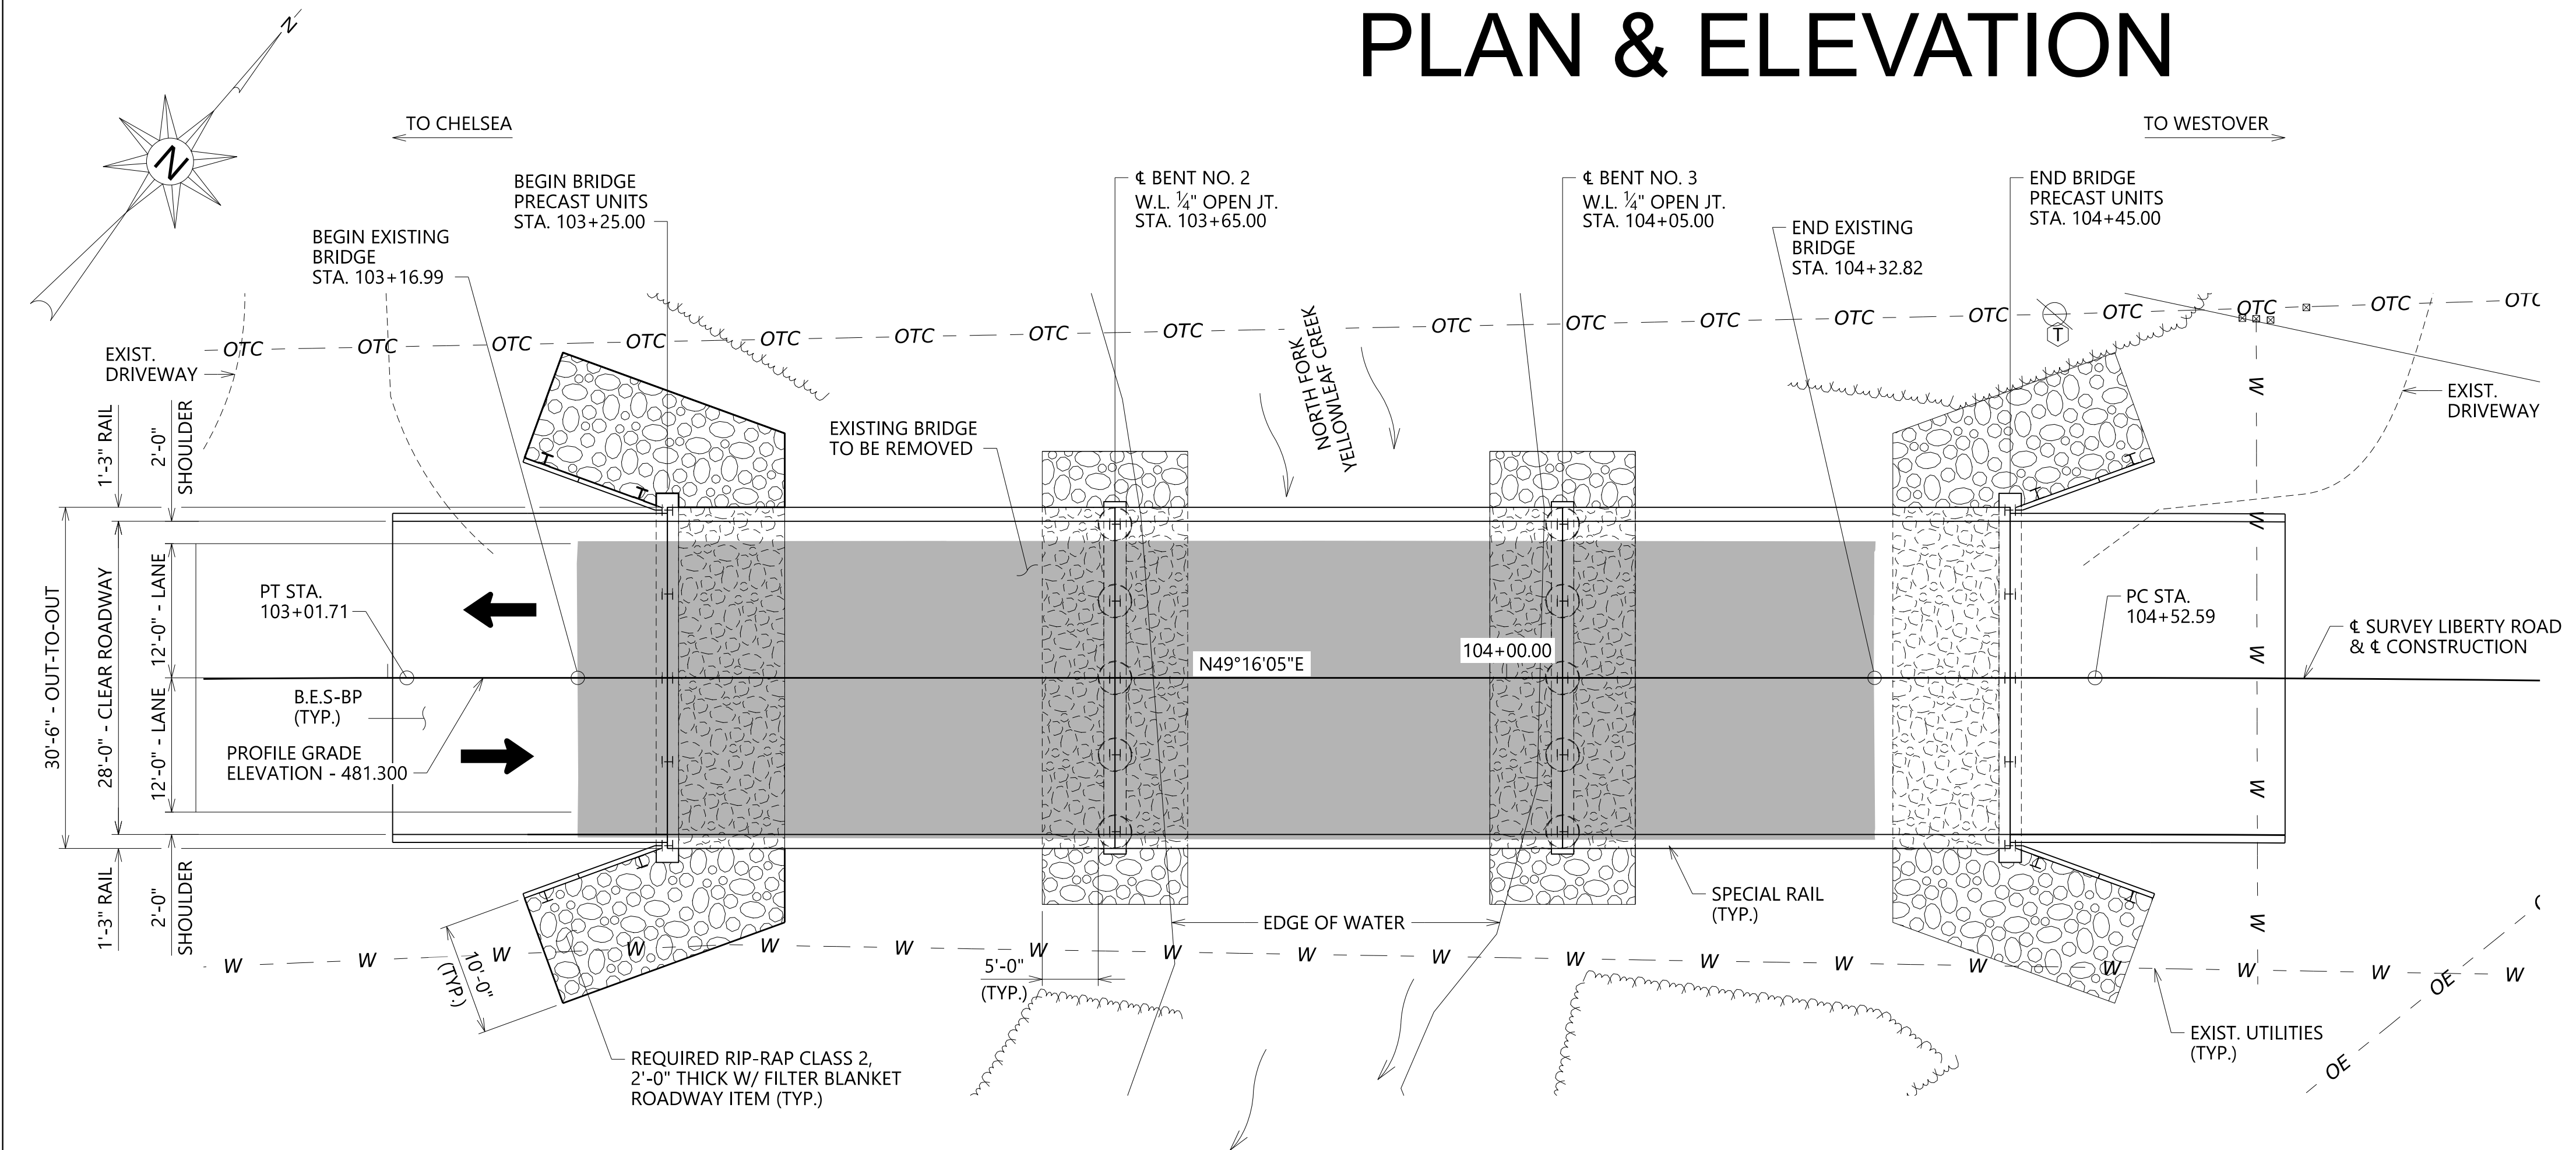 PLAN & ELEVATION
N
N
TO CHELSEA
TO WESTOVER
BEGIN EXISTING
BRIDGE
STA. 103+16.99
BEGIN BRIDGE
PRECAST UNITS
STA. 103+25.00
℄ BENT NO. 2
W.L. ¼" OPEN JT.
STA. 103+65.00
℄ BENT NO. 3
W.L. ¼" OPEN JT.
STA. 104+05.00
END EXISTING
BRIDGE
STA. 104+32.82
END BRIDGE
PRECAST UNITS
STA. 104+45.00
OTC OTC OTC OTC OTC OTC OTC OTC OTC OTC OTC OTC OTC OTC OTC OTC OTC
T
EXIST.
DRIVEWAY
NORTH FORK
YELLOWLEAF CREEK
EXIST.
DRIVEWAY
1'-3" RAIL
2'-0"
SHOULDER
EXISTING BRIDGE
TO BE REMOVED
30'-6" - OUT-TO-OUT
28'-0" - CLEAR ROADWAY
12'-0" - LANE
12'-0" - LANE
PT STA.
103+01.71
B.E.S-BP
(TYP.)
PROFILE GRADE
ELEVATION - 481.300
N49°16'05"E
104+00.00
PC STA.
104+52.59
℄ SURVEY LIBERTY ROAD
& ℄ CONSTRUCTION
W
W
W
W
W
1'-3" RAIL
2'-0"
SHOULDER
SPECIAL RAIL
(TYP.)
EDGE OF WATER
W W W W W W W W W W W W W W W W W W
10'-0"
(TYP.)
5'-0"
(TYP.)
OE
OE
EXIST. UTILITIES
(TYP.)
REQUIRED RIP-RAP CLASS 2,
2'-0" THICK W/ FILTER BLANKET
ROADWAY ITEM (TYP.)